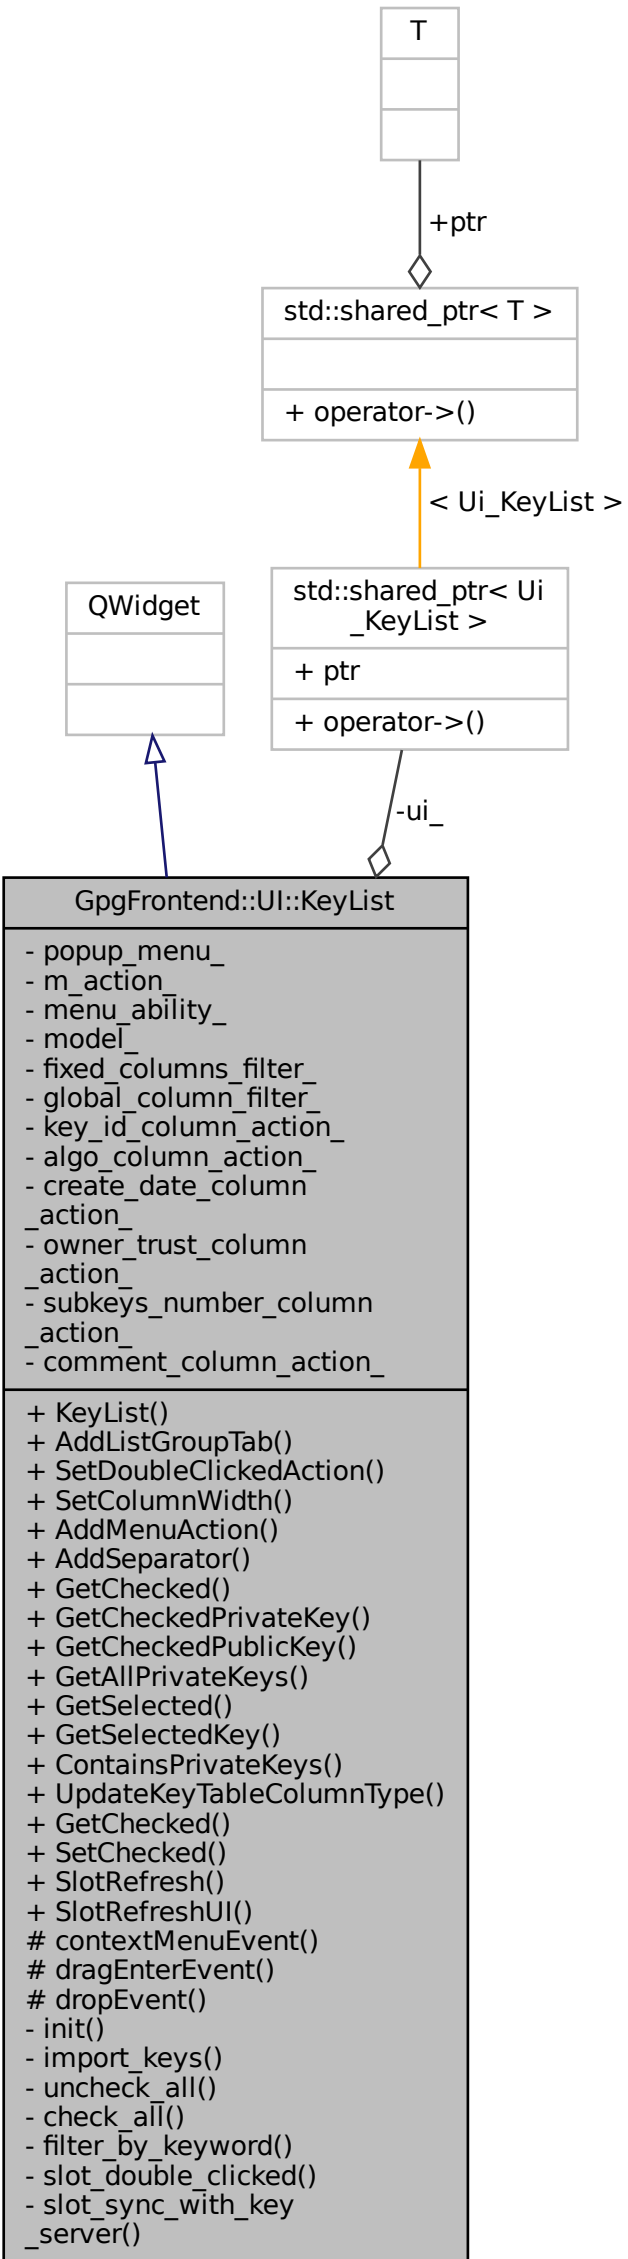 T
+ptr
std::shared_ptr< T >
+ operator->()
< Ui_KeyList >
std::shared_ptr< Ui
_KeyList >
+ ptr
+ operator->()
QWidget
-ui_
GpgFrontend::UI::KeyList
- popup_menu_
- m_action_
- menu_ability_
- model_
- fixed_columns_filter_
- global_column_filter_
- key_id_column_action_
- algo_column_action_
- create_date_column
_action_
- owner_trust_column
_action_
- subkeys_number_column
_action_
- comment_column_action_
+ KeyList()
+ AddListGroupTab()
+ SetDoubleClickedAction()
+ SetColumnWidth()
+ AddMenuAction()
+ AddSeparator()
+ GetChecked()
+ GetCheckedPrivateKey()
+ GetCheckedPublicKey()
+ GetAllPrivateKeys()
+ GetSelected()
+ GetSelectedKey()
+ ContainsPrivateKeys()
+ UpdateKeyTableColumnType()
+ GetChecked()
+ SetChecked()
+ SlotRefresh()
+ SlotRefreshUI()
# contextMenuEvent()
# dragEnterEvent()
# dropEvent()
- init()
- import_keys()
- uncheck_all()
- check_all()
- filter_by_keyword()
- slot_double_clicked()
- slot_sync_with_key
_server()